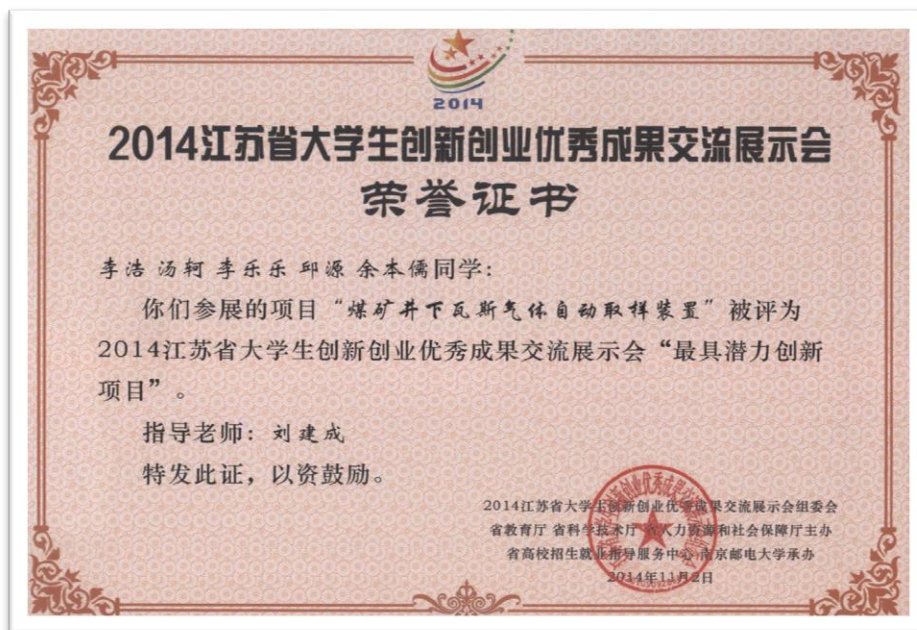 2014
2014江苏省大学生创新创业优秀成果交流展示会
荣誉证书
李浩 汤轲 李乐乐 邱源 余本儒同学：
你们参展的项目“煤矿井下瓦斯气体自动取样装置”被评为
2014江苏省大学生创新创业优秀成果交流展示会“最具潜力创新
项目”。
指导老师：刘建成
特发此证，以资鼓励。
2014江苏省大学生创新创业优秀成果交流展示会组委会
省教育厅 省科学技术厅 省人力资源和社会保障厅主办
省高校招生就业指导服务中心 南京邮电大学承办
2014年11月2日